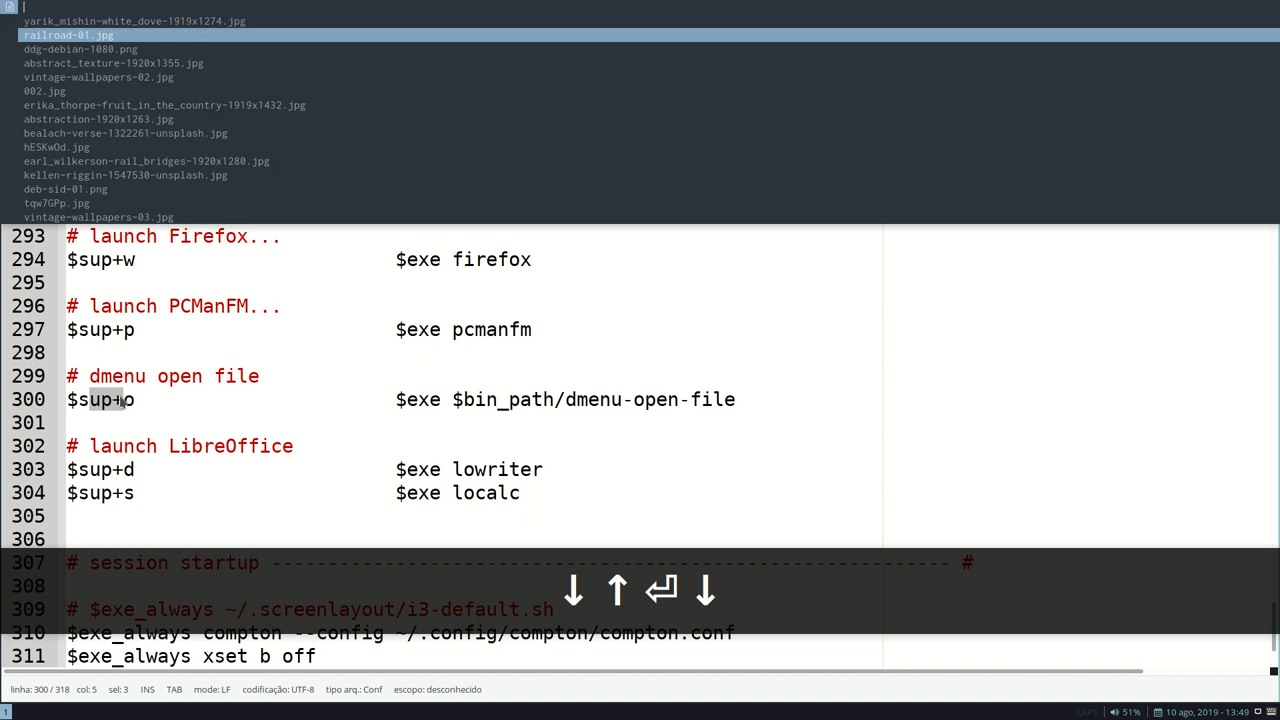 yarik_mishin-white_dove-1919x1274.jpg
railroad-01.jpg
ddg-debian-1080.png
abstract_texture-1920x1355.jpg
vintage-wallpapers-02.jpg
002.jpg
erika_thorpe-fruit_in_the_country-1919x1432.jpg
abstraction-1920x1263.jpg
bealach-verse-1322261-unsplash.jpg
hESKwOd.jpg
earl_wilkerson-rail_bridges-1920x1280.jpg
kellen-riggin-1547530-unsplash.jpg
deb-sid-01.png
tqw7GPp.jpg
vintage-wallpapers-03.jpg
293 # launch Firefox...
294 $sup+w $exe firefox
295
296 # launch PCManFM...
297 $sup+p $exe pcmanfm
298
299 # dmenu open file
300 $sup+o $exe $bin_path/dmenu-open-file
301
302 # launch LibreOffice
303 $sup+d $exe lowriter
304 $sup+s $exe localc
305
306
307 # session startup ------------------------------------------------------------ #
308
309 # $exe_always ~/.screenlayout/i3-default.sh
310 $exe_always compton --config ~/.config/compton/compton.conf
311 $exe_always xset b off
↓ ↑ ⏎ ↓
linha: 300 / 318 col: 5 sel: 3 INS TAB mode: LF codificação: UTF-8 tipo arq.: Conf escopo: desconhecido
1 CAPS 51% 10 ago, 2019 - 13:49